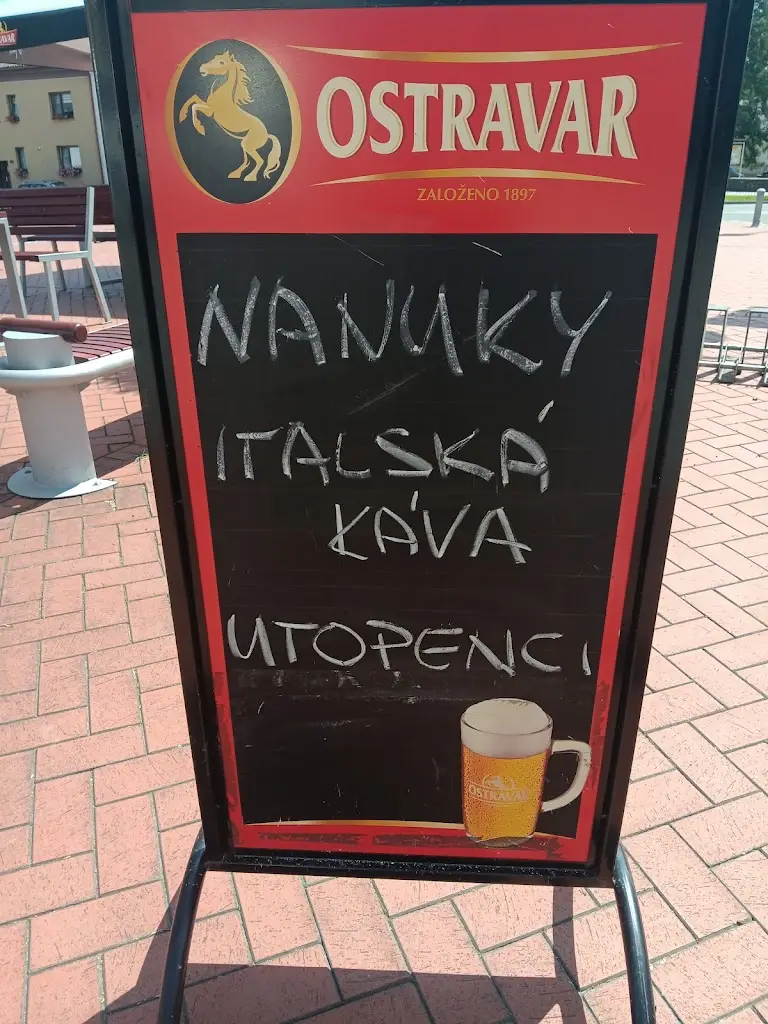 OSTRAVAR
ZALOŽENO 1897
NANUKY
ITALSKÁ
KÁVA
UTOPENCI
OSTRAVAR